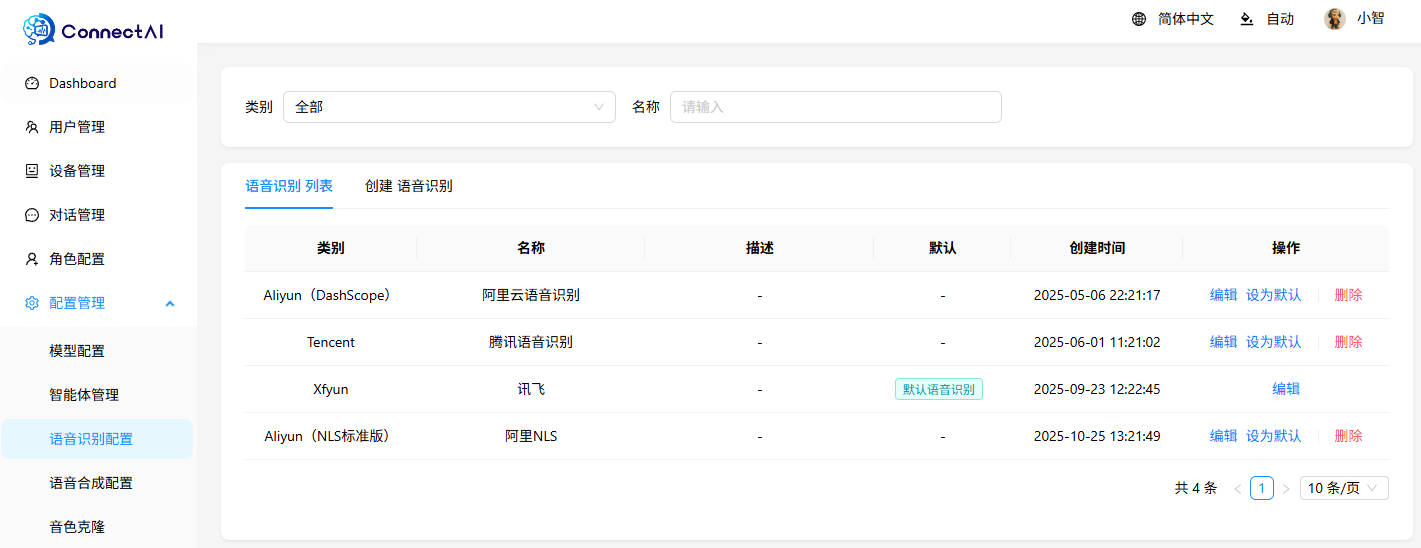 ConnectAI
简体中文 自动 小智
Dashboard
用户管理
设备管理
对话管理
角色配置
配置管理
模型配置
智能体管理
语音识别配置
语音合成配置
音色克隆
类别 全部 名称 请输入
语音识别 列表 创建 语音识别
类别 名称 描述 默认 创建时间 操作
Aliyun（DashScope） 阿里云语音识别 - - 2025-05-06 22:21:17 编辑 设为默认 删除
Tencent 腾讯语音识别 - - 2025-06-01 11:21:02 编辑 设为默认 删除
Xfyun 讯飞 - 默认语音识别 2025-09-23 12:22:45 编辑
Aliyun（NLS标准版） 阿里NLS - - 2025-10-25 13:21:49 编辑 设为默认 删除
共 4 条 < 1 > 10 条/页